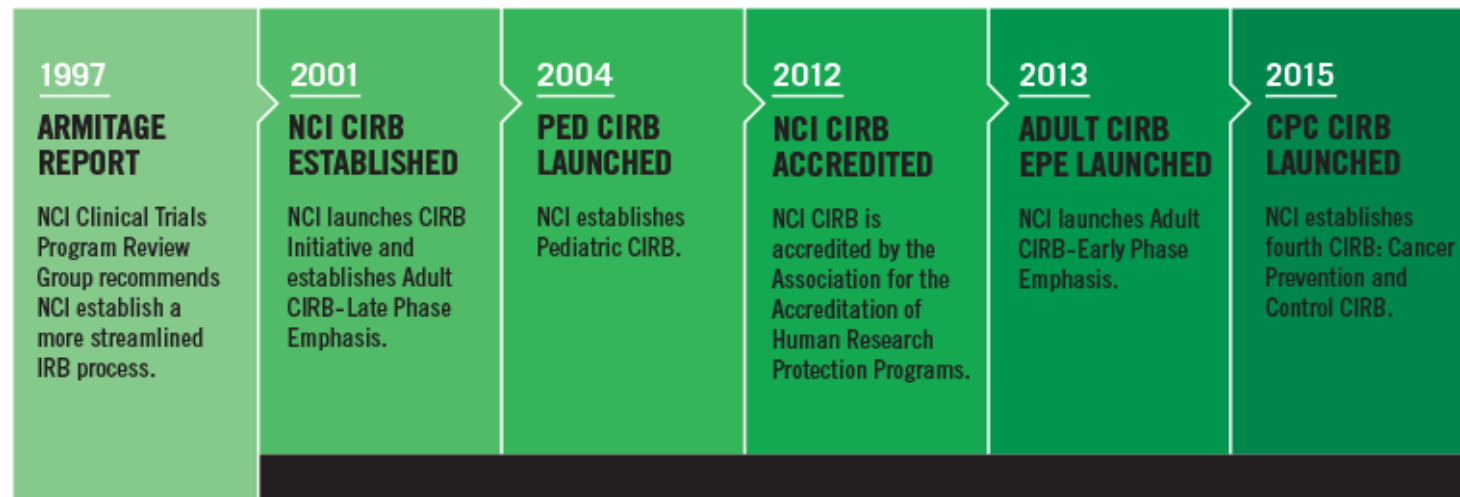 1997
ARMITAGE
REPORT
NCI Clinical Trials
Program Review
Group recommends
NCI establish a
more streamlined
IRB process.
2001
NCI CIRB
ESTABLISHED
NCI launches CIRB
Initiative and
establishes Adult
CIRB-Late Phase
Emphasis.
2004
PED CIRB
LAUNCHED
NCI establishes
Pediatric CIRB.
2012
NCI CIRB
ACCREDITED
NCI CIRB is
accredited by the
Association for the
Accreditation of
Human Research
Protection Programs.
2013
ADULT CIRB
EPE LAUNCHED
NCI launches Adult
CIRB-Early Phase
Emphasis.
2015
CPC CIRB
LAUNCHED
NCI establishes
fourth CIRB: Cancer
Prevention and
Control CIRB.